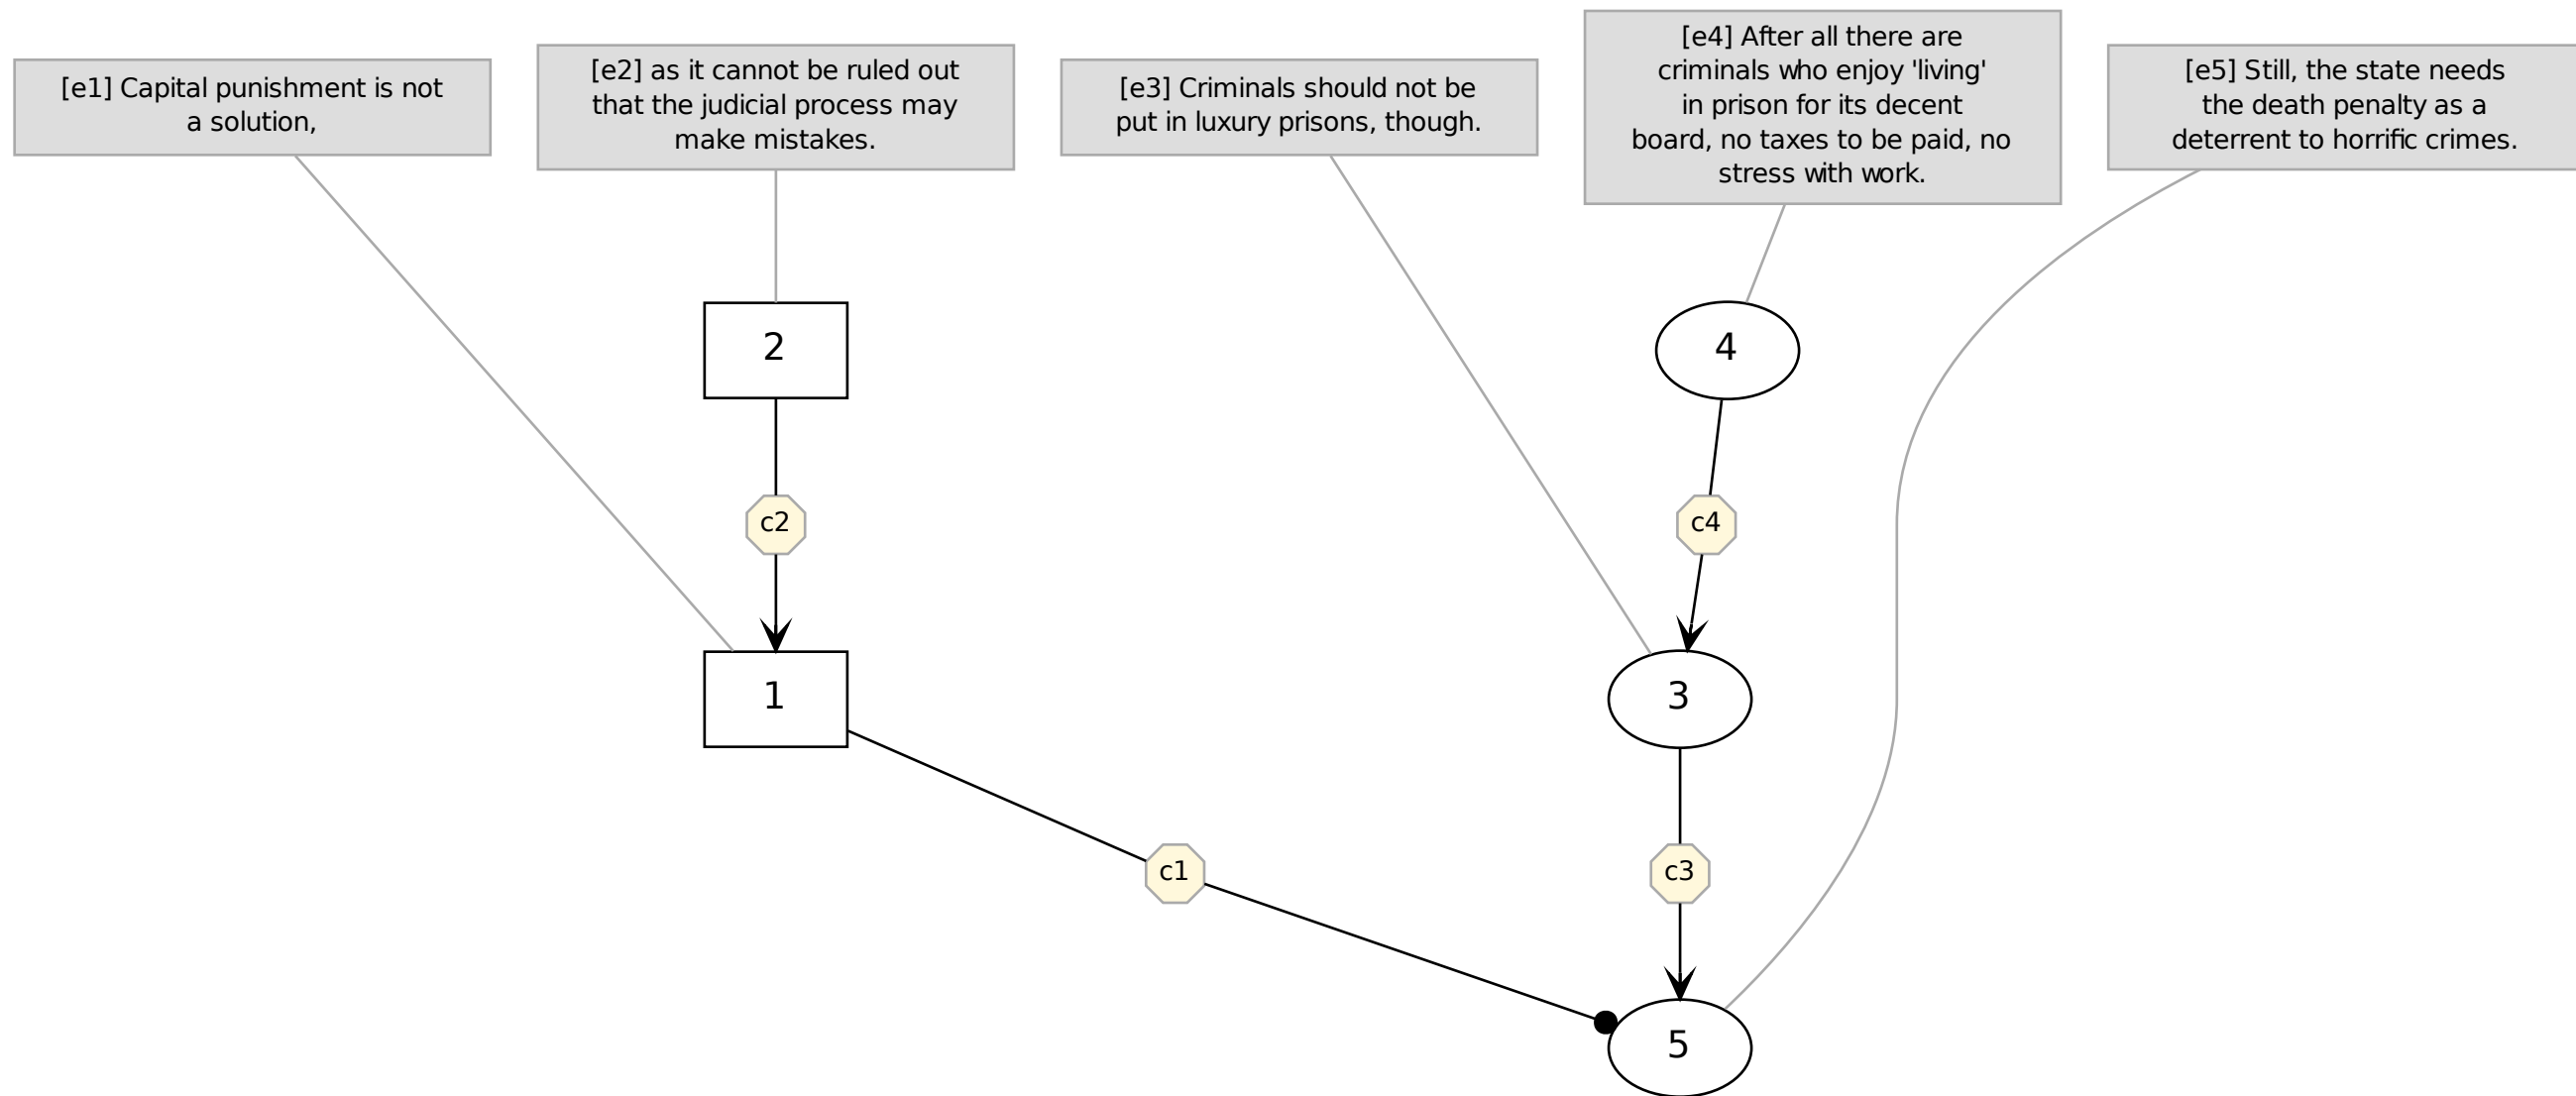 [e1] Capital punishment is not
a solution,
[e2] as it cannot be ruled out
that the judicial process may
make mistakes.
[e3] Criminals should not be
put in luxury prisons, though.
[e4] After all there are
criminals who enjoy 'living'
in prison for its decent
board, no taxes to be paid, no
stress with work.
[e5] Still, the state needs
the death penalty as a
deterrent to horrific crimes.
2
4
c2
c4
1
3
c1
c3
5